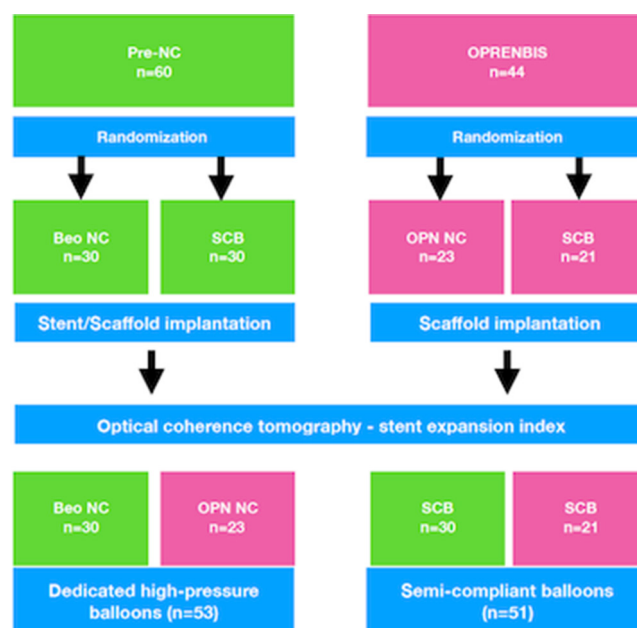 Pre-NC
n=60
OPRENBIS
n=44
Randomization
Randomization
Beo NC
n=30
SCB
n=30
OPN NC
n=23
SCB
n=21
Stent/Scaffold implantation
Scaffold implantation
Optical coherence tomography - stent expansion index
Beo NC
n=30
OPN NC
n=23
SCB
n=30
SCB
n=21
Dedicated high-pressure
balloons (n=53)
Semi-compliant balloons
(n=51)